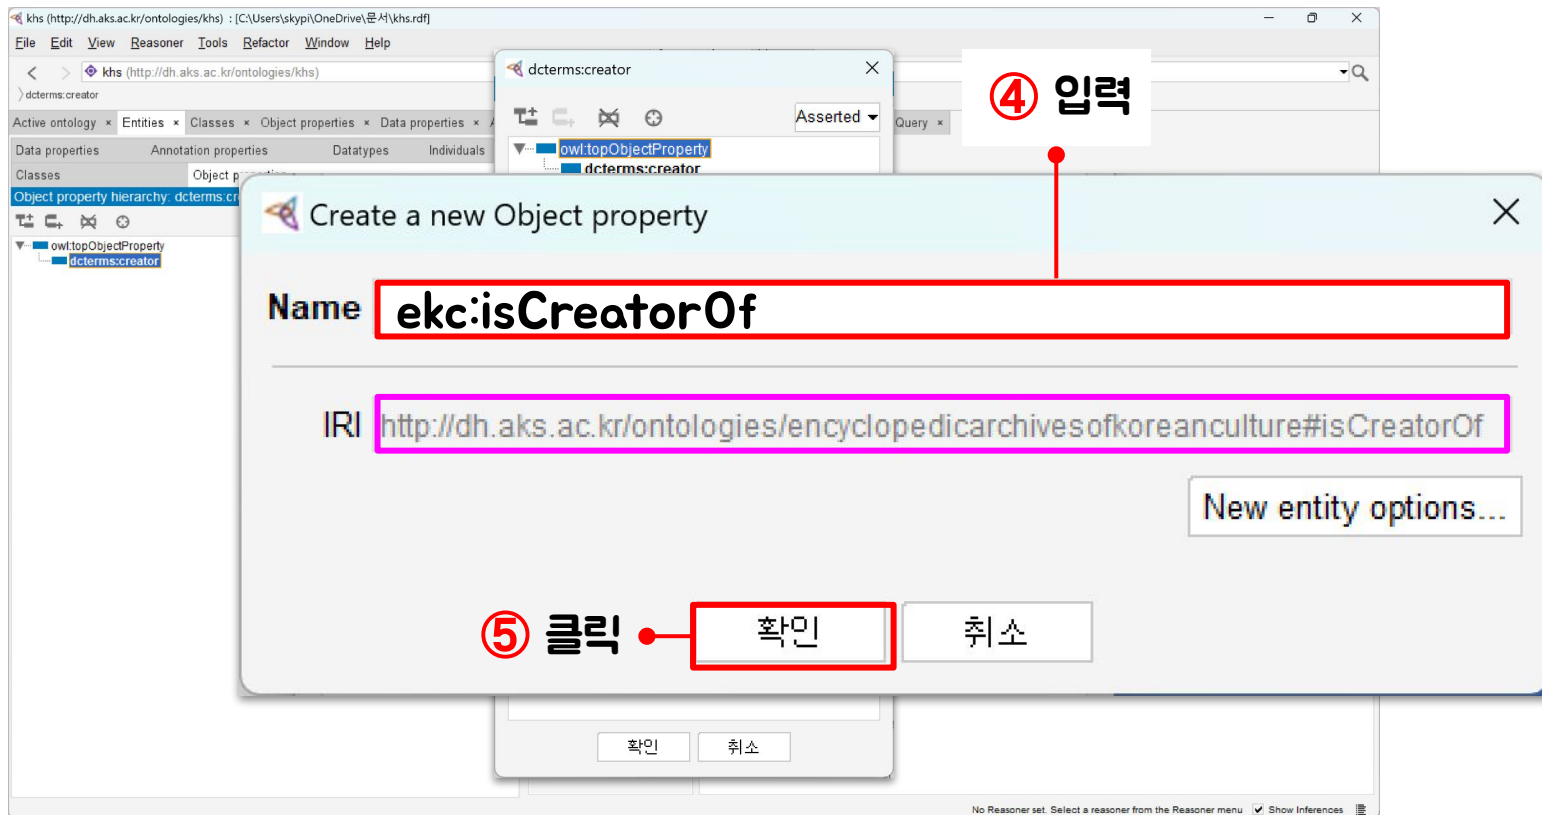 khs (http://dh.aks.ac.kr/ontologies/khs) : [C:\Users\skypi\OneDrive\문서\khs.rdf]
File Edit View Reasoner Tools Refactor Window Help
khs (http://dh.aks.ac.kr/ontologies/khs)
dcterms:creator
Active ontology × Entities × Classes × Object properties × Data properties ×
Query ×
Data properties Annotation properties Datatypes Individuals
Classes Object
Object property hierarchy:
owl:topObjectProperty
dcterms:creator
dcterms:creator
Asserted
owl:topObjectProperty
dcterms:creator
④ 입력
Create a new Object property
Name ekc:isCreatorOf
IRI http://dh.aks.ac.kr/ontologies/encyclopedicarchivesofkoreanculture#isCreatorOf
New entity options...
⑤ 클릭
확인 취소
확인 취소
No Reasoner set. Select a reasoner from the Reasoner menu Show Inferences